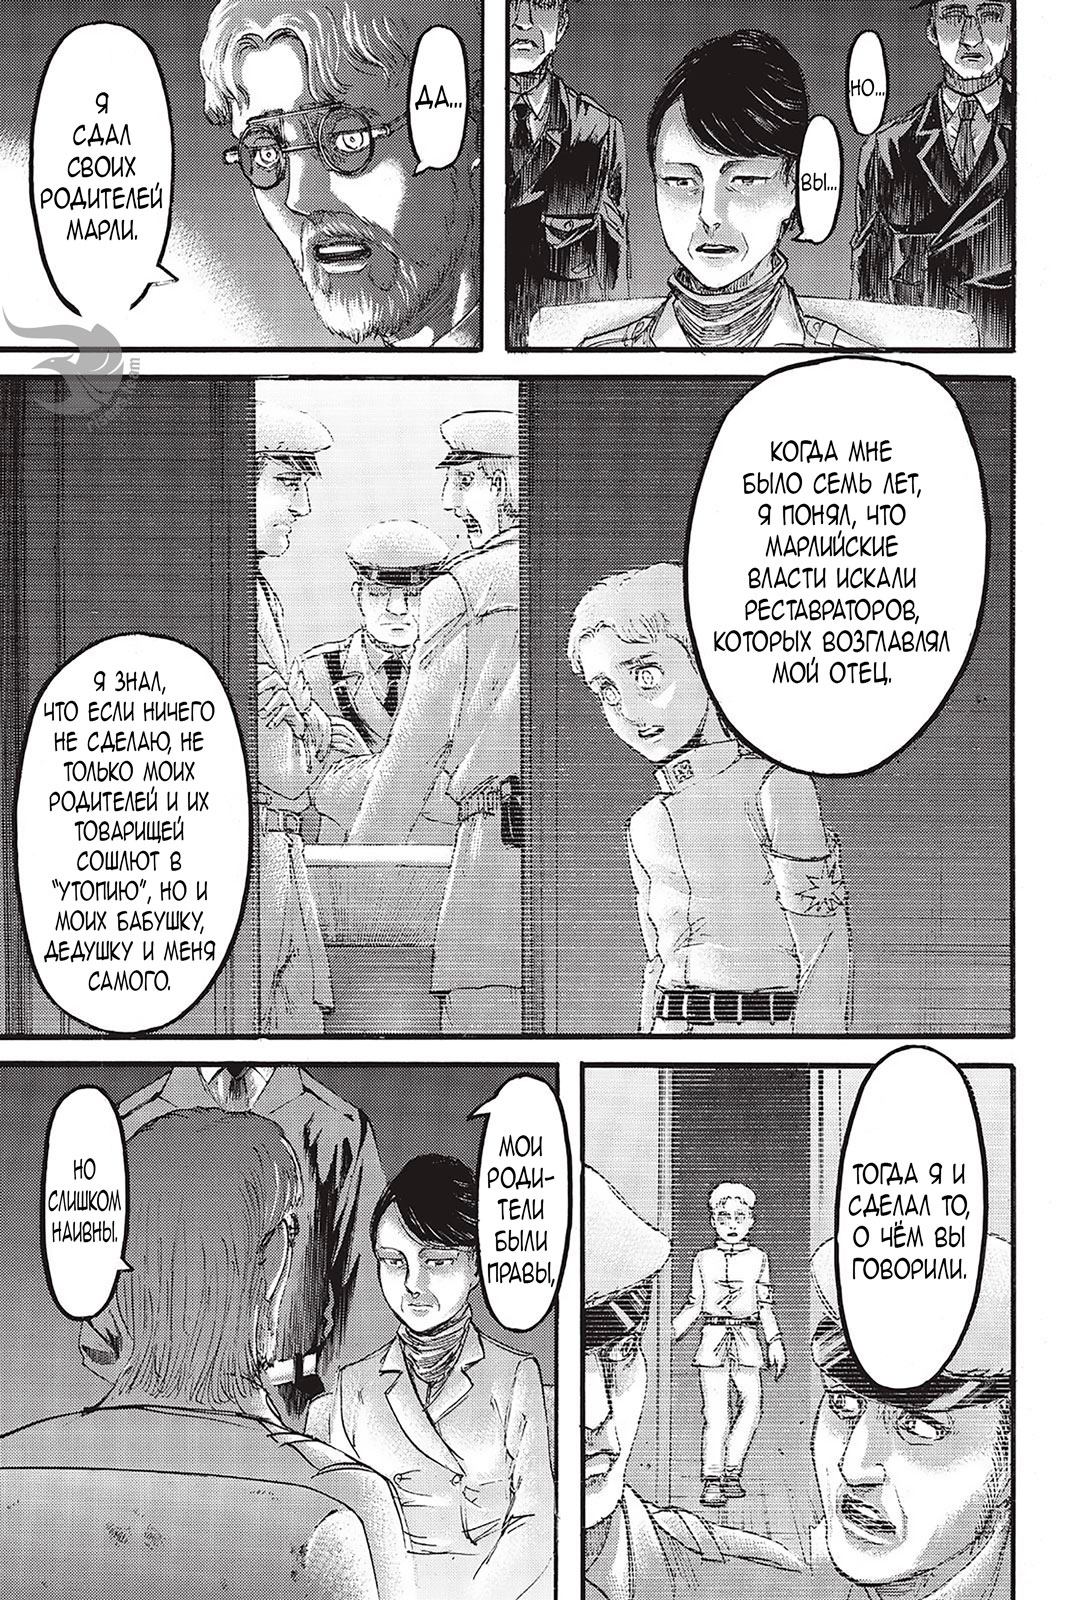 НО...
ВЫ...
ДА...
Я
СДАЛ
СВОИХ
РОДИТЕЛЕЙ
МАРЛИ.
КОГДА МНЕ
БЫЛО СЕМЬ ЛЕТ,
Я ПОНЯЛ, ЧТО
МАРЛИЙСКИЕ
ВЛАСТИ ИСКАЛИ
РЕСТАВРАТОРОВ,
КОТОРЫХ ВОЗГЛАВЛЯЛ
МОЙ ОТЕЦ.
Я ЗНАЛ,
ЧТО ЕСЛИ НИЧЕГО
НЕ СДЕЛАЮ, НЕ
ТОЛЬКО МОИХ
РОДИТЕЛЕЙ И ИХ
ТОВАРИЩЕЙ
СОШЛЮТ В
"УТОПИЮ", НО И
МОИХ БАБУШКУ,
ДЕДУШКУ И МЕНЯ
САМОГО.
ТОГДА Я И
СДЕЛАЛ ТО,
О ЧЁМ ВЫ
ГОВОРИЛИ.
МОИ
РОДИ-
ТЕЛИ
БЫЛИ
ПРАВЫ,
НО
СЛИШКОМ
НАИВНЫ.